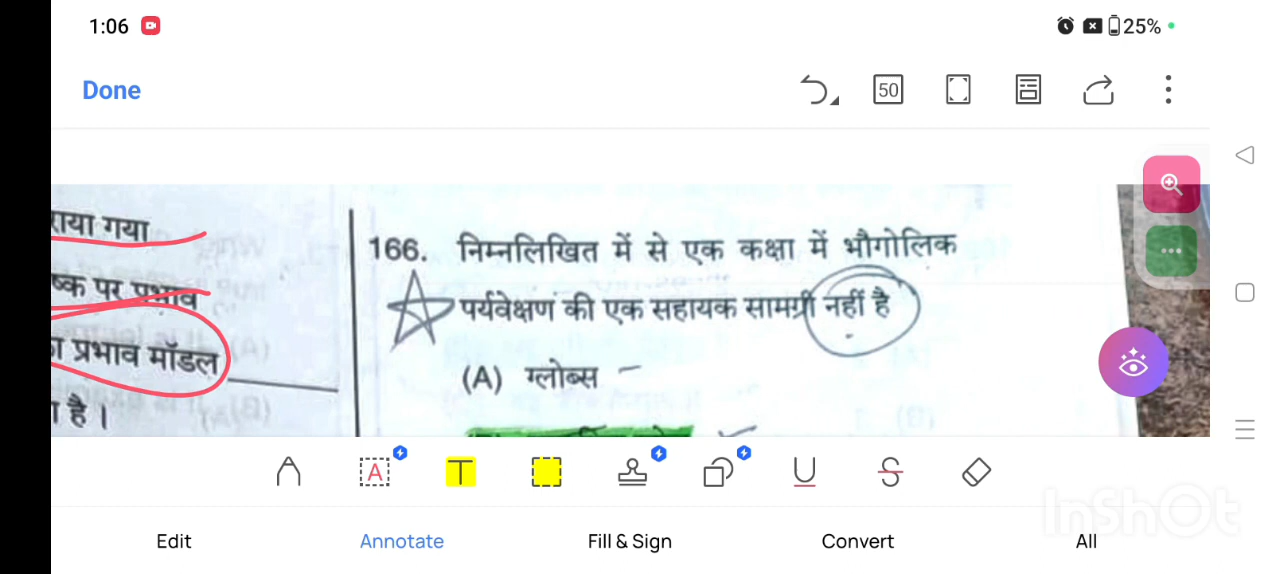 1:06
25%
Done
50
राया गया
166. निम्नलिखित में से एक कक्षा में भौगोलिक
ष्क पर प्रभाव
पर्यवेक्षण की एक सहायक सामग्री नहीं है
ा प्रभाव मॉडल
(A) ग्लोब्स
ा है।
A
T
U
S
InShOt
Edit
Annotate
Fill & Sign
Convert
All